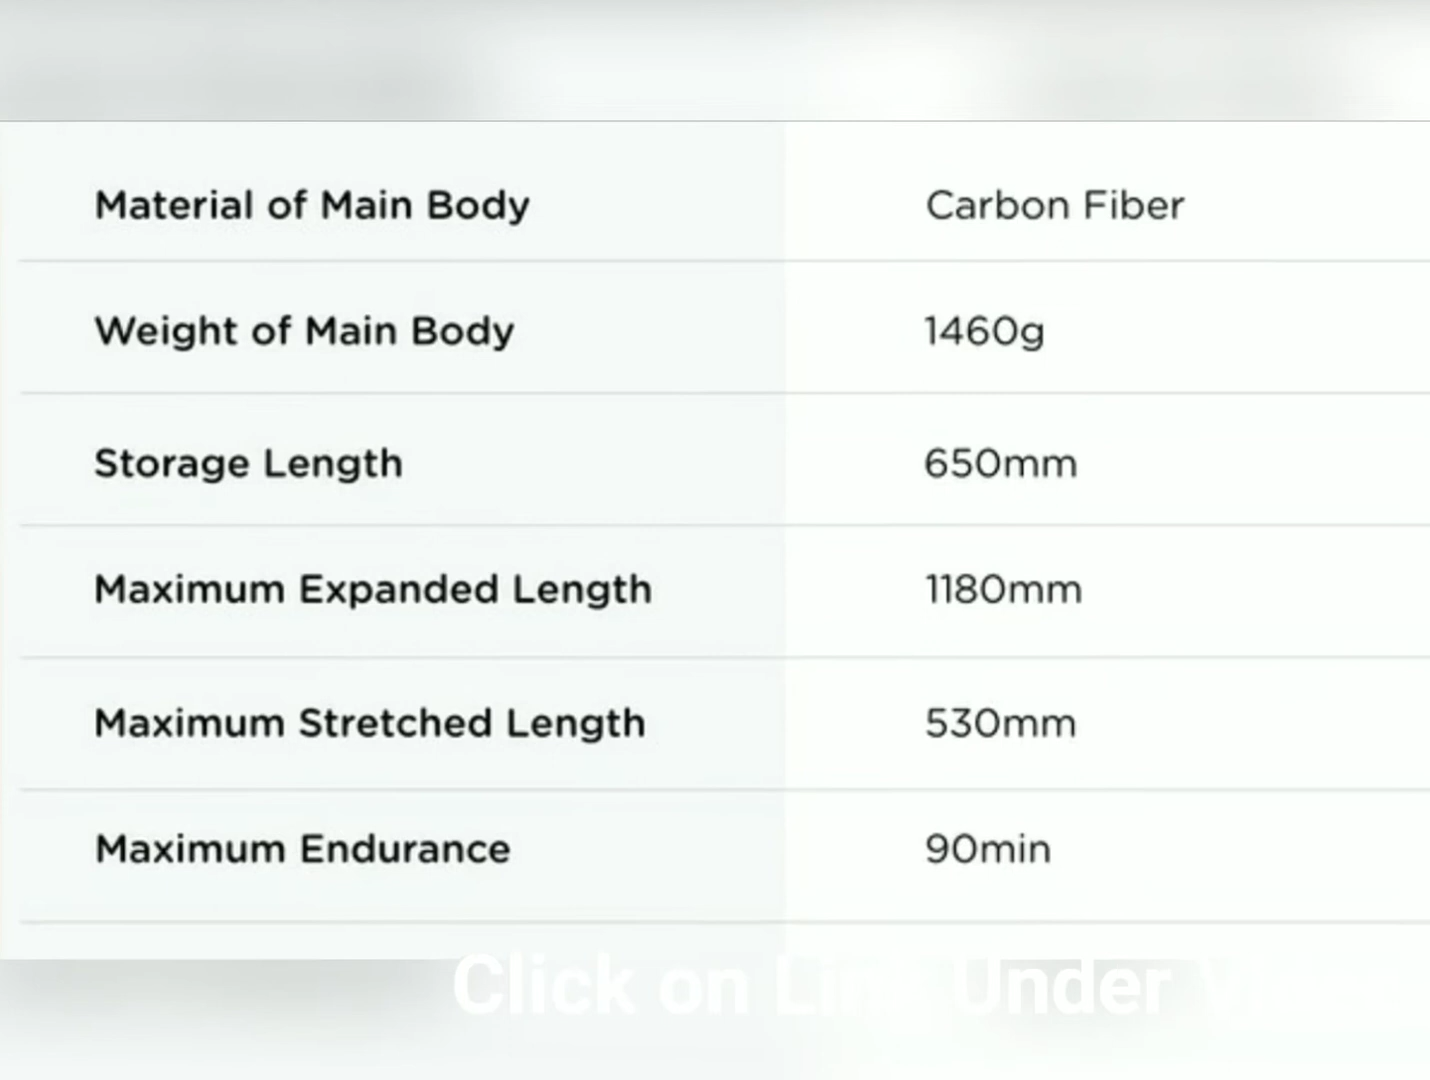 Material of Main Body Carbon Fiber
Weight of Main Body 1460g
Storage Length 650mm
Maximum Expanded Length 1180mm
Maximum Stretched Length 530mm
Maximum Endurance 90min
Click on Under